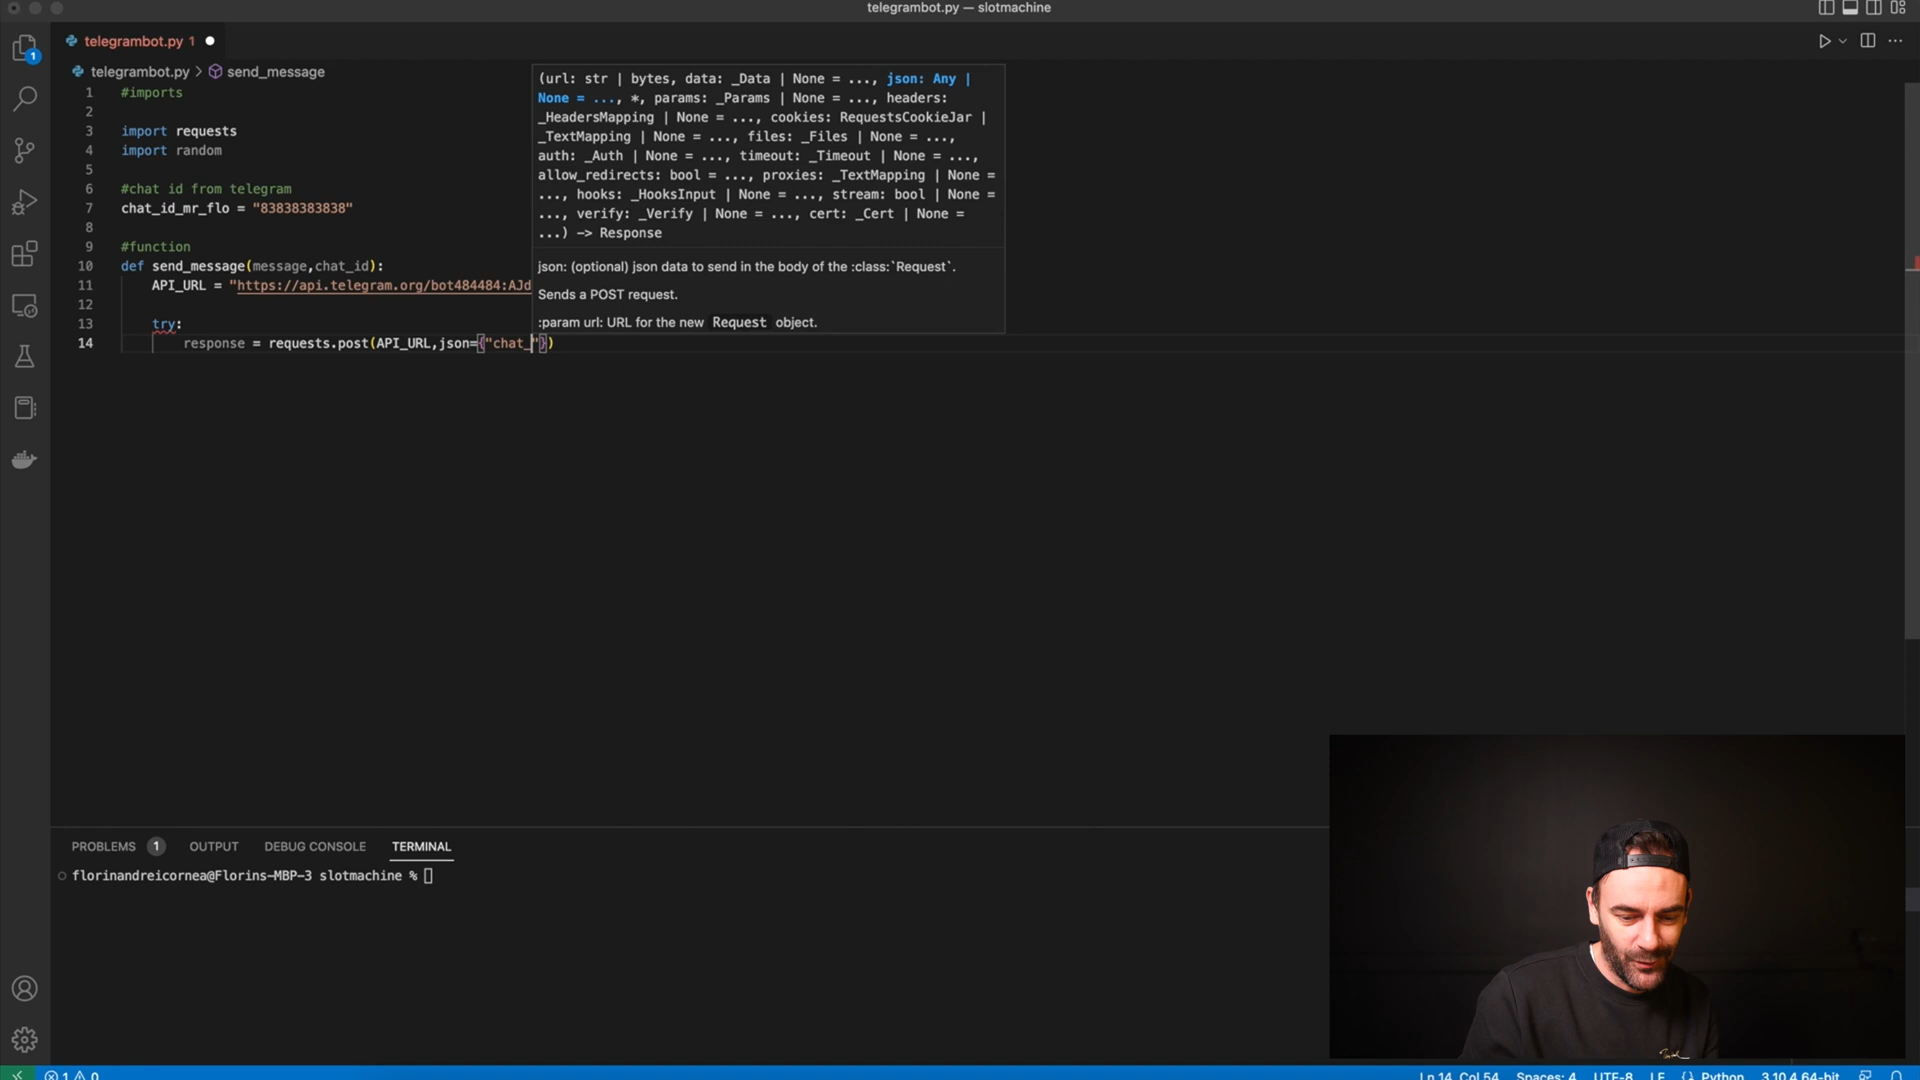 telegrambot.py — slotmachine
telegrambot.py 1
telegrambot.py > send_message
1 #imports
2
3 import requests
4 import random
5
6 #chat id from telegram
7 chat_id_mr_flo = "83838383838"
8
9 #function
10 def send_message(message,chat_id):
11 API_URL = "https://api.telegram.org/bot484484:AJd
12
13 try:
14 response = requests.post(API_URL,json={"chat_"})
(url: str | bytes, data: _Data | None = ..., json: Any |
None = ..., *, params: _Params | None = ..., headers:
_HeadersMapping | None = ..., cookies: RequestsCookieJar |
_TextMapping | None = ..., files: _Files | None = ...,
auth: _Auth | None = ..., timeout: _Timeout | None = ...,
allow_redirects: bool = ..., proxies: _TextMapping | None =
..., hooks: _HooksInput | None = ..., stream: bool | None =
..., verify: _Verify | None = ..., cert: _Cert | None =
...) -> Response
json: (optional) json data to send in the body of the :class:`Request`.
Sends a POST request.
:param url: URL for the new Request object.
PROBLEMS 1 OUTPUT DEBUG CONSOLE TERMINAL
florinandreicornea@Florins-MBP-3 slotmachine %
1 0
Ln 14, Col 54 Spaces: 4 UTF-8 LF {} Python 3.10.4 64-bit
1